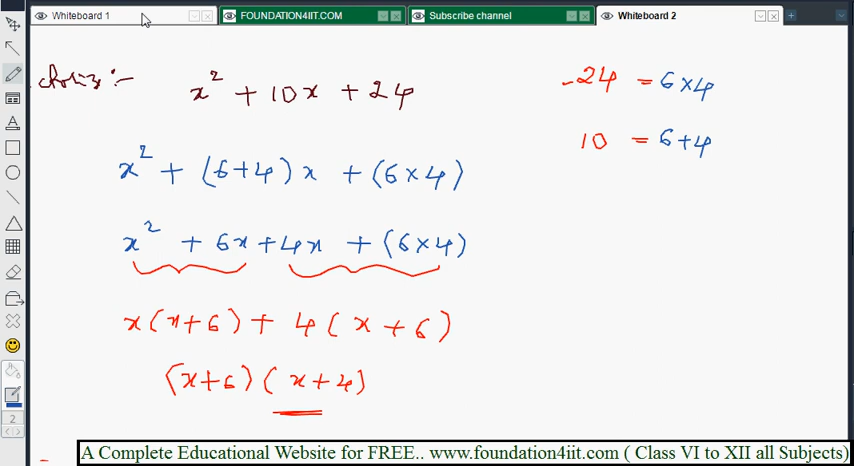 Whiteboard 1
FOUNDATION4IIT.COM
Subscribe channel
Whiteboard 2
:-
x² + 10x + 24
-24 = 6×4
10 = 6+4
x² + (6+4)x + (6×4)
x² + 6x + 4x + (6×4)
x(x+6) + 4(x+6)
(x+6)(x+4)
2
A Complete Educational Website for FREE.. www.foundation4iit.com ( Class VI to XII all Subjects)